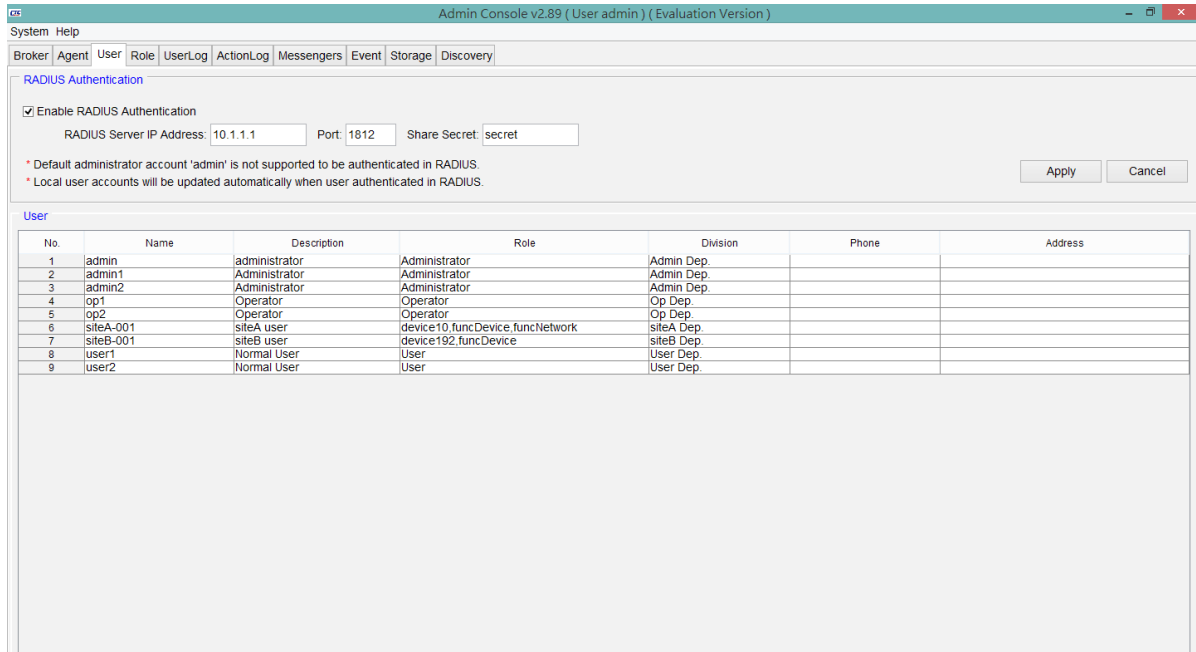 CTS Admin Console v2.89 ( User admin ) ( Evaluation Version )
System Help
Broker Agent User Role UserLog ActionLog Messengers Event Storage Discovery
RADIUS Authentication
Enable RADIUS Authentication
RADIUS Server IP Address: 10.1.1.1 Port: 1812 Share Secret: secret
* Default administrator account 'admin' is not supported to be authenticated in RADIUS.
* Local user accounts will be updated automatically when user authenticated in RADIUS.
Apply Cancel
User
No. Name Description Role Division Phone Address
1 admin administrator Administrator Admin Dep.
2 admin1 Administrator Administrator Admin Dep.
3 admin2 Administrator Administrator Admin Dep.
4 op1 Operator Operator Op Dep.
5 op2 Operator Operator Op Dep.
6 siteA-001 siteA user device10,funcDevice,funcNetwork siteA Dep.
7 siteB-001 siteB user device192,funcDevice siteB Dep.
8 user1 Normal User User User Dep.
9 user2 Normal User User User Dep.